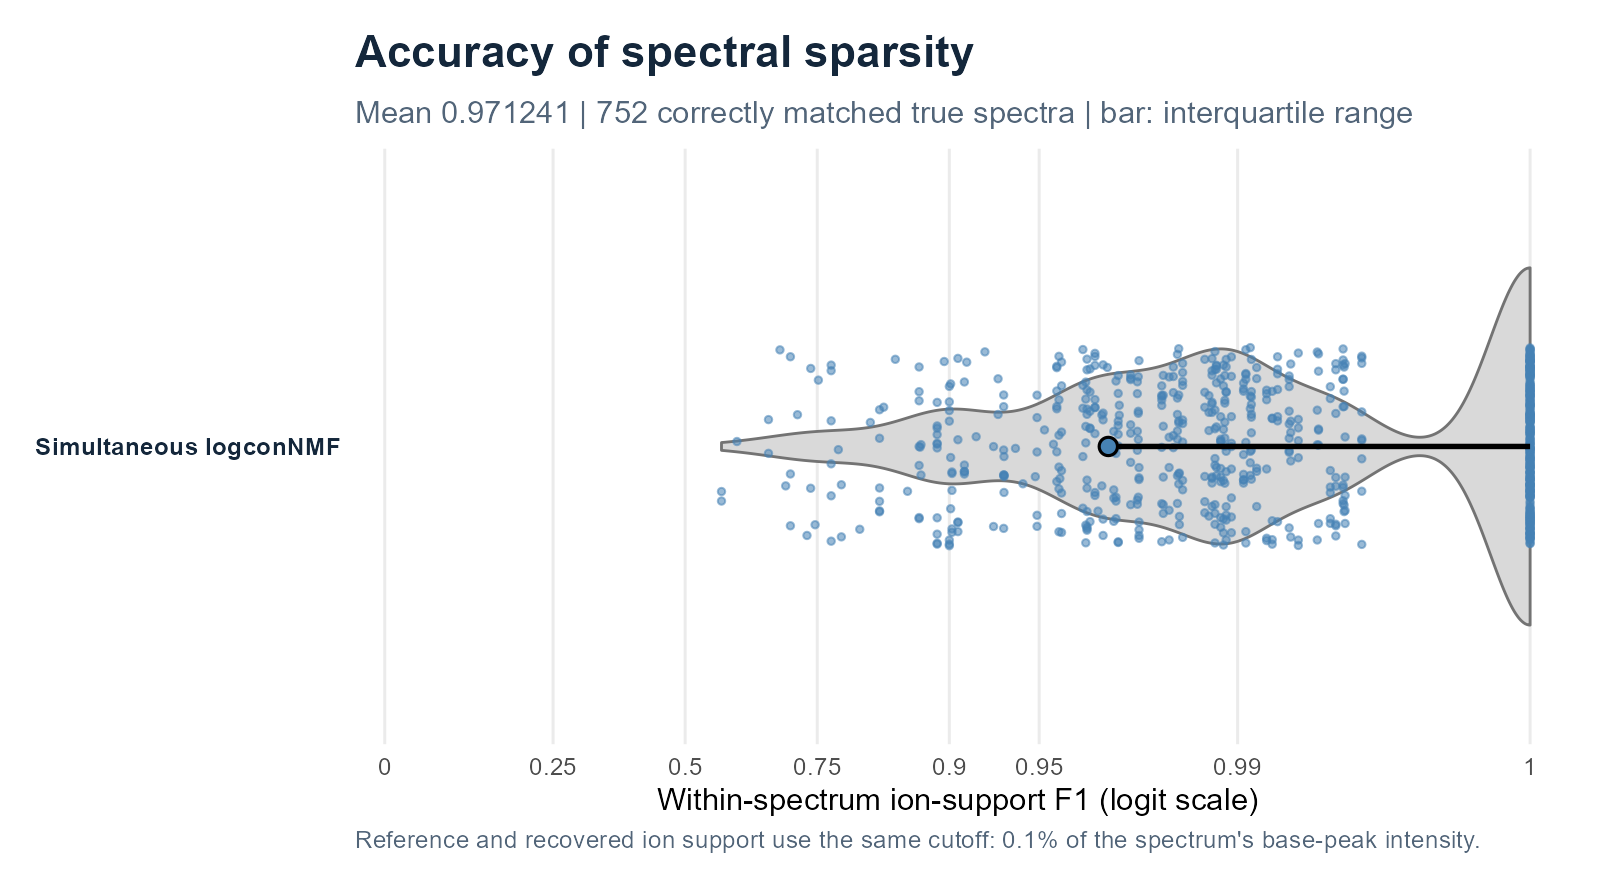 Accuracy of spectral sparsity
Mean 0.971241 | 752 correctly matched true spectra | bar: interquartile range
Simultaneous logconNMF
0 0.25 0.5 0.75 0.9 0.95 0.99 1
Within-spectrum ion-support F1 (logit scale)
Reference and recovered ion support use the same cutoff: 0.1% of the spectrum's base-peak intensity.